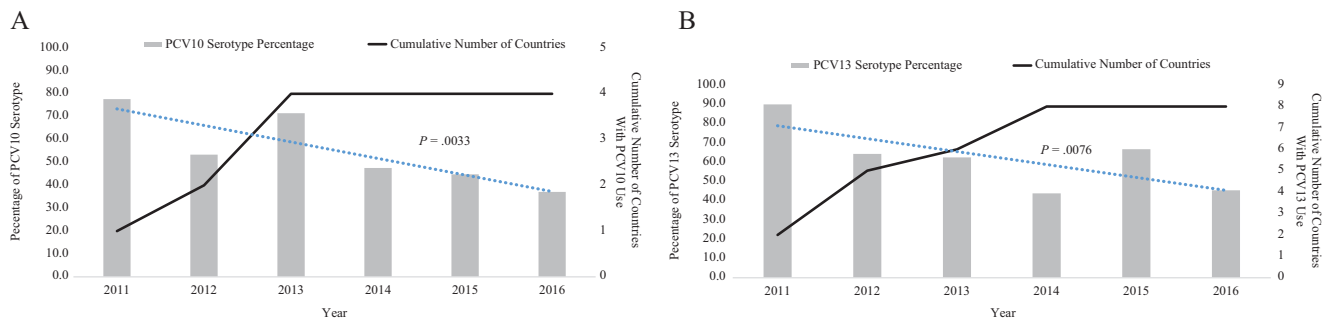 A
PCV10 Serotype Percentage
Cumulative Number of Countries
Pecentage of PCV10 Serotype
100.0
90.0
80.0
70.0
60.0
50.0
40.0
30.0
20.0
10.0
0.0
P = .0033
5
4
3
2
1
0
Cumulative Number of Countries
With PCV10 Use
2011 2012 2013 2014 2015 2016
Year
B
PCV13 Serotype Percentage
Cumulative Number of Countries
Pecentage of PCV13 Serotype
100.0
90.0
80.0
70.0
60.0
50.0
40.0
30.0
20.0
10.0
0.0
P = .0076
9
8
7
6
5
4
3
2
1
0
Cumulative Number of Countries
With PCV13 Use
2011 2012 2013 2014 2015 2016
Year